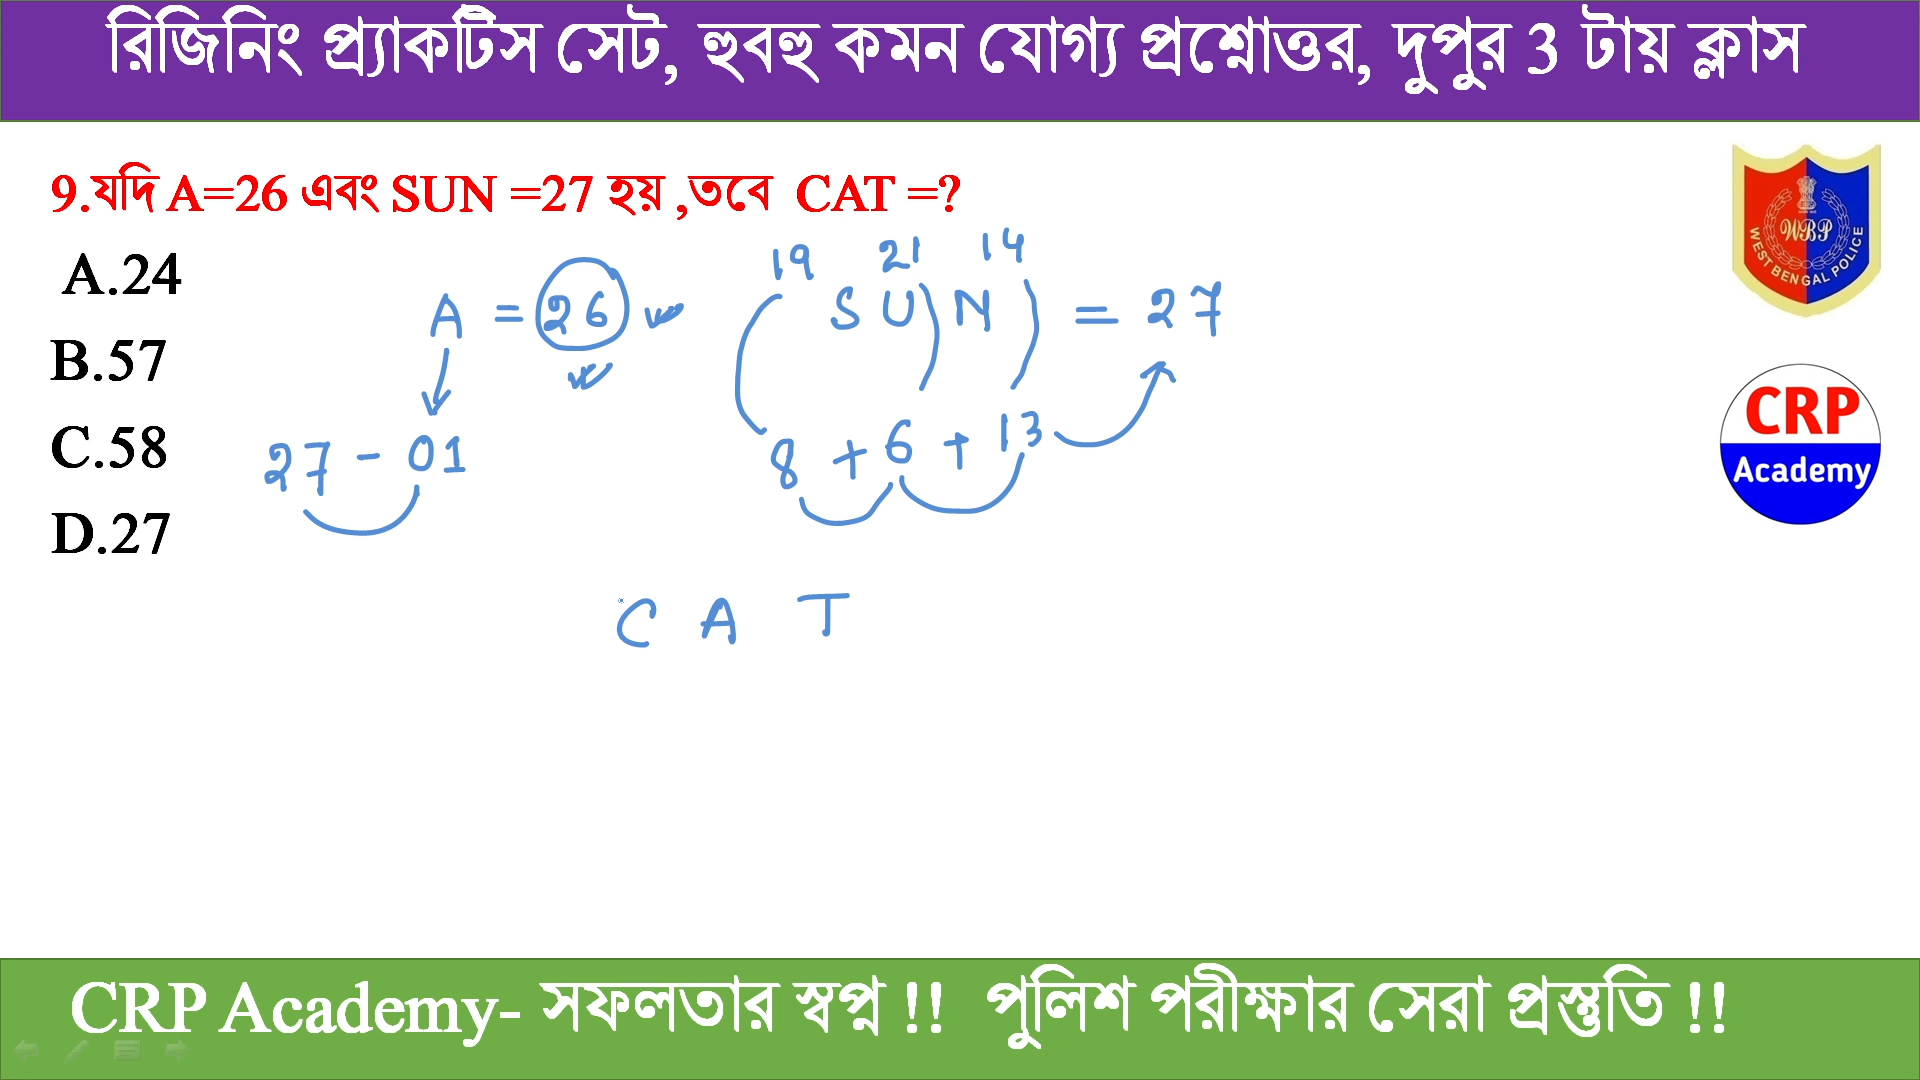 রিজিনিং প্র্যাকটিস সেট, হুবহু কমন যোগ্য প্রশ্নোত্তর, দুপুর 3 টায় ক্লাস
9.যদি A=26 এবং SUN =27 হয় ,তবে CAT =?
A.24
B.57
C.58
D.27
A = 26
27 - 01
19 21 14
S U N = 27
8 + 6 + 13
C A T
WBP
WEST BENGAL POLICE
CRP
Academy
CRP Academy- সফলতার স্বপ্ন !! পুলিশ পরীক্ষার সেরা প্রস্তুতি !!